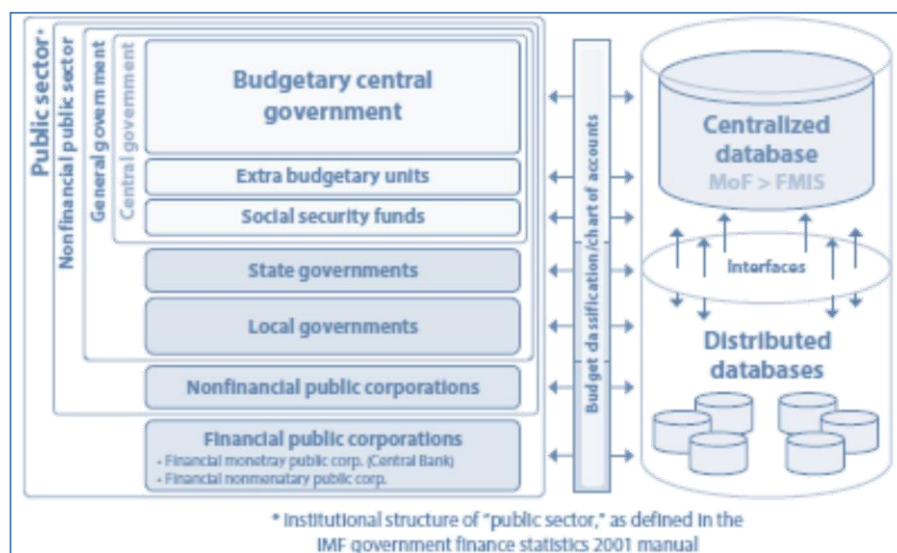 Public sector*
Nonfinancial public sector
General government
Central government
Budgetary central
government
Extra budgetary units
Social security funds
State governments
Local governments
Nonfinancial public corporations
Financial public corporations
• Financial monetray public corp. (Central Bank)
• Financial nonmenatary public corp.
Budget classification/chart of accounts
Centralized
database
MoF > FMIS
Interfaces
Distributed
databases
* Institutional structure of "public sector," as defined in the
IMF government finance statistics 2001 manual